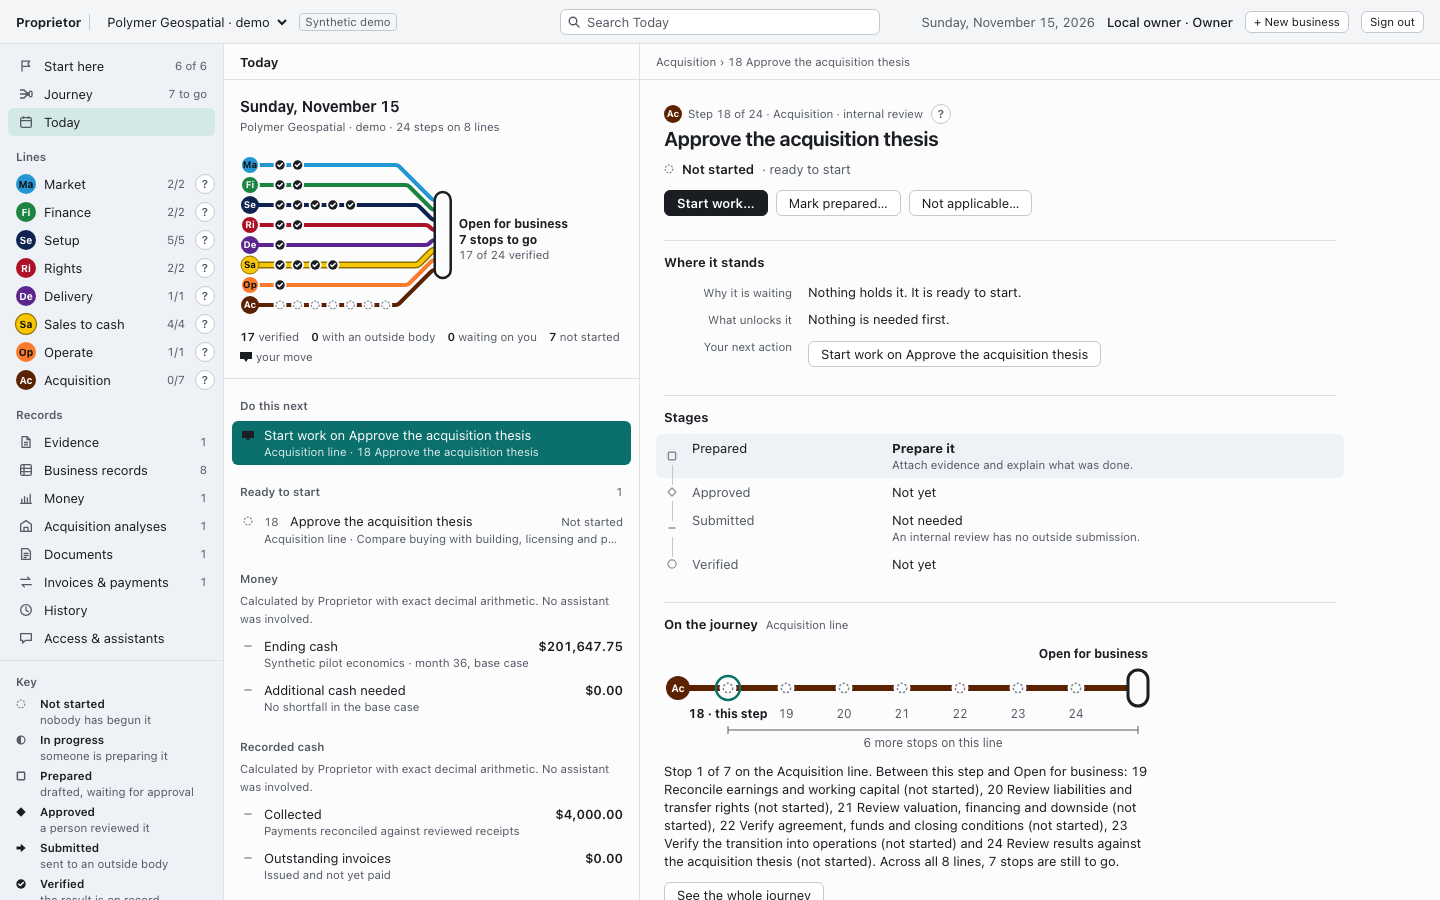 Proprietor
Polymer Geospatial · demo
Synthetic demo
Search Today
Sunday, November 15, 2026
Local owner · Owner
+ New business
Sign out
Start here 6 of 6
Journey 7 to go
Today
Lines
Ma Market 2/2 ?
Fi Finance 2/2 ?
Se Setup 5/5 ?
Ri Rights 2/2 ?
De Delivery 1/1 ?
Sa Sales to cash 4/4 ?
Op Operate 1/1 ?
Ac Acquisition 0/7 ?
Records
Evidence 1
Business records 8
Money 1
Acquisition analyses 1
Documents 1
Invoices & payments 1
History
Access & assistants
Key
Not started
nobody has begun it
In progress
someone is preparing it
Prepared
drafted, waiting for approval
Approved
a person reviewed it
Submitted
sent to an outside body
Verified
the result is on record
Today
Sunday, November 15
Polymer Geospatial · demo · 24 steps on 8 lines
Ma
Fi
Se
Ri
De
Sa
Op
Ac
Open for business
7 stops to go
17 of 24 verified
17 verified 0 with an outside body 0 waiting on you 7 not started
your move
Do this next
Start work on Approve the acquisition thesis
Acquisition line · 18 Approve the acquisition thesis
Ready to start 1
18 Approve the acquisition thesis Not started
Acquisition line · Compare buying with building, licensing and p...
Money
Calculated by Proprietor with exact decimal arithmetic. No assistant
was involved.
Ending cash $201,647.75
Synthetic pilot economics · month 36, base case
Additional cash needed $0.00
No shortfall in the base case
Recorded cash
Calculated by Proprietor with exact decimal arithmetic. No assistant
was involved.
Collected $4,000.00
Payments reconciled against reviewed receipts
Outstanding invoices $0.00
Issued and not yet paid
Acquisition › 18 Approve the acquisition thesis
Ac Step 18 of 24 · Acquisition · internal review ?
Approve the acquisition thesis
Not started · ready to start
Start work... Mark prepared... Not applicable...
Where it stands
Why it is waiting Nothing holds it. It is ready to start.
What unlocks it Nothing is needed first.
Your next action Start work on Approve the acquisition thesis
Stages
Prepared Prepare it
Attach evidence and explain what was done.
Approved Not yet
Submitted Not needed
An internal review has no outside submission.
Verified Not yet
On the journey Acquisition line
Open for business
Ac
18 · this step 19 20 21 22 23 24
6 more stops on this line
Stop 1 of 7 on the Acquisition line. Between this step and Open for business: 19
Reconcile earnings and working capital (not started), 20 Review liabilities and
transfer rights (not started), 21 Review valuation, financing and downside (not
started), 22 Verify agreement, funds and closing conditions (not started), 23
Verify the transition into operations (not started) and 24 Review results against
the acquisition thesis (not started). Across all 8 lines, 7 stops are still to go.
See the whole journey